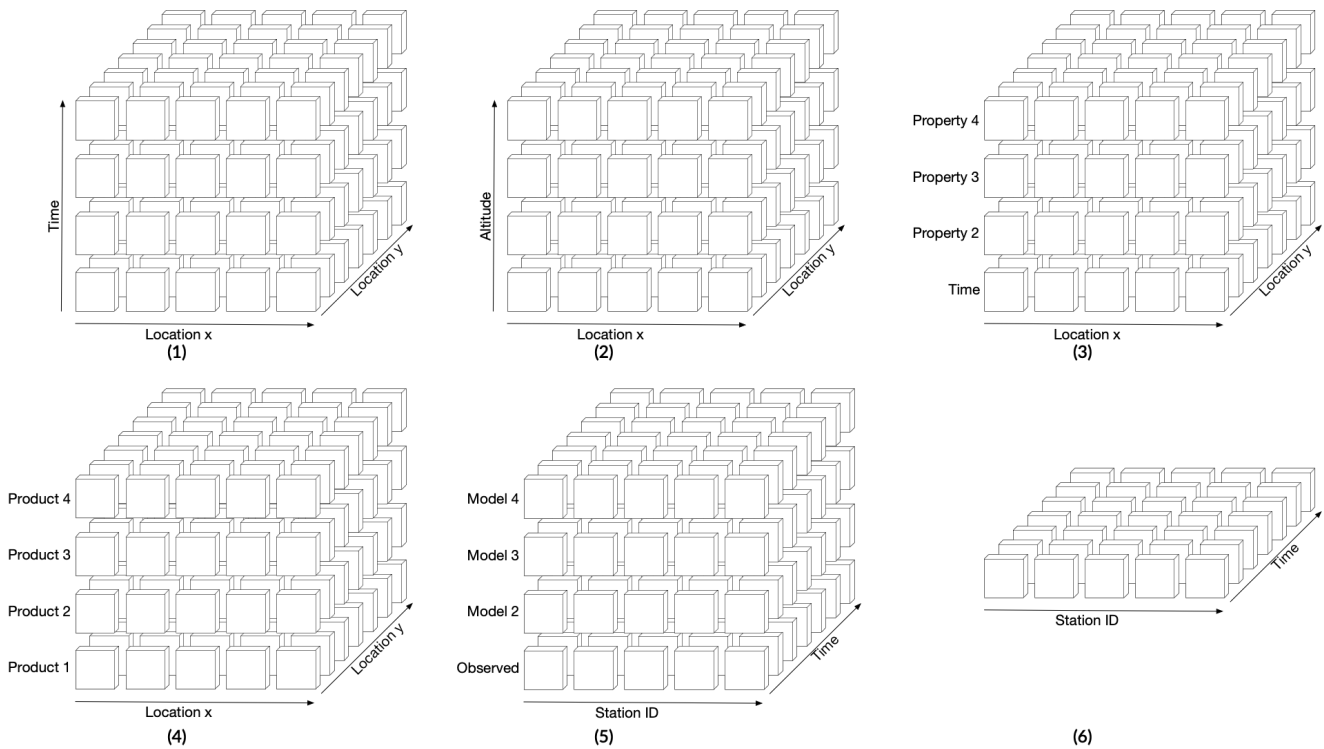 Time
Location y
Location x
(1)
Altitude
Location y
Location x
(2)
Property 4
Property 3
Property 2
Time
Location y
Location x
(3)
Product 4
Product 3
Product 2
Product 1
Location y
Location x
(4)
Model 4
Model 3
Model 2
Observed
Time
Station ID
(5)
Time
Station ID
(6)